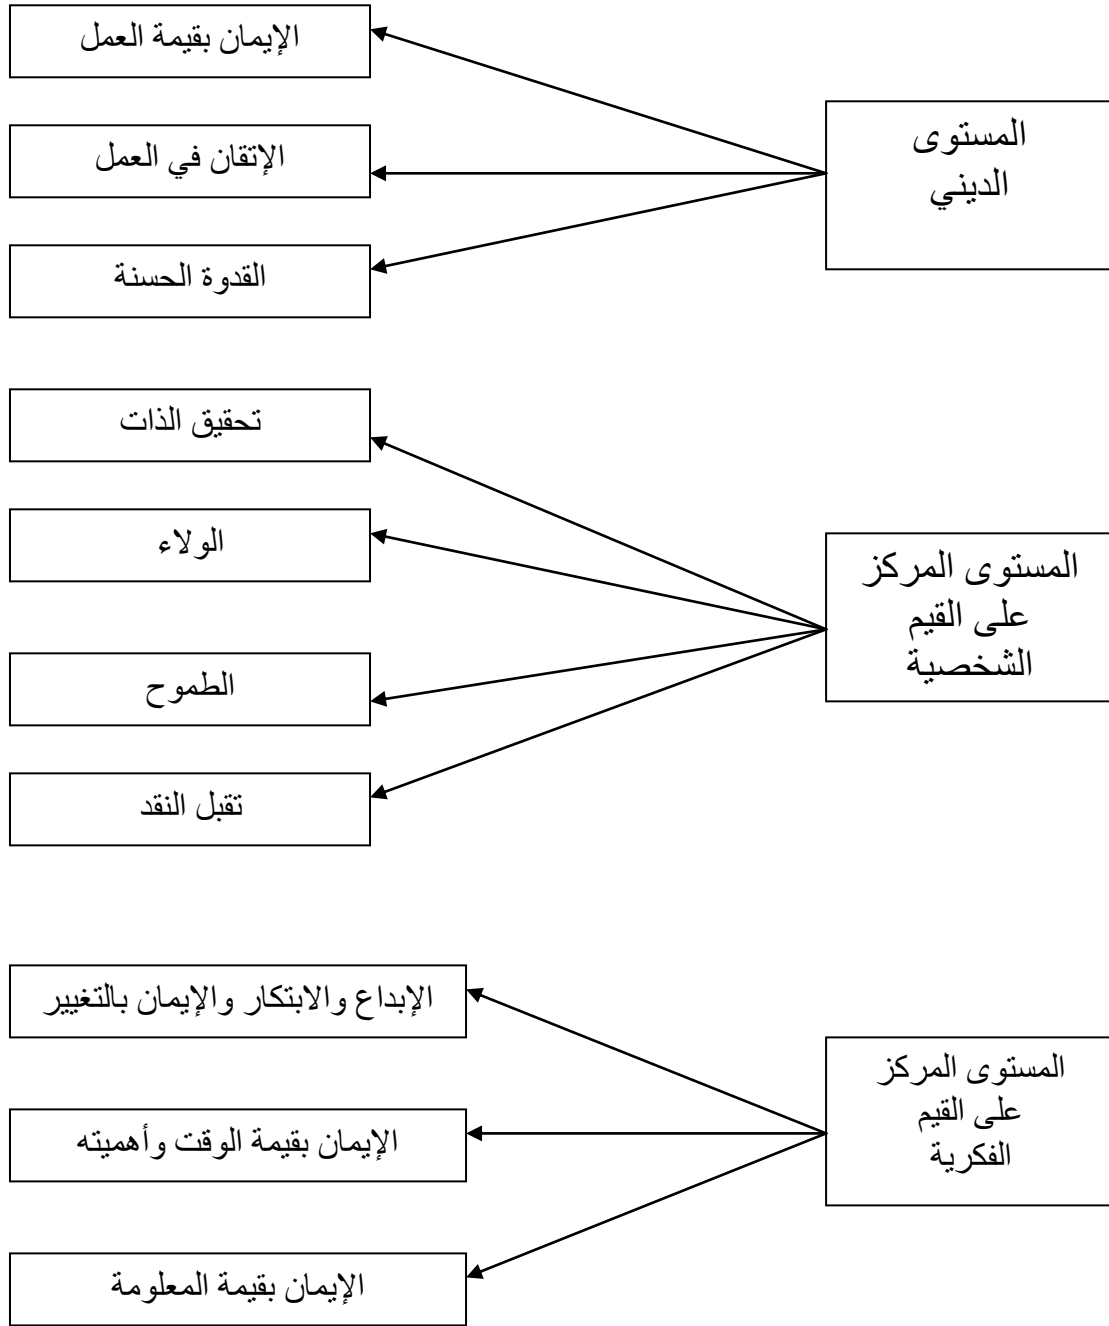 المستوى
الديني
الإيمان بقيمة العمل
الإتقان في العمل
القدوة الحسنة
المستوى المركز
على القيم
الشخصية
تحقيق الذات
الولاء
الطموح
تقبل النقد
المستوى المركز
على القيم
الفكرية
الإبداع والابتكار والإيمان بالتغيير
الإيمان بقيمة الوقت وأهميته
الإيمان بقيمة المعلومة